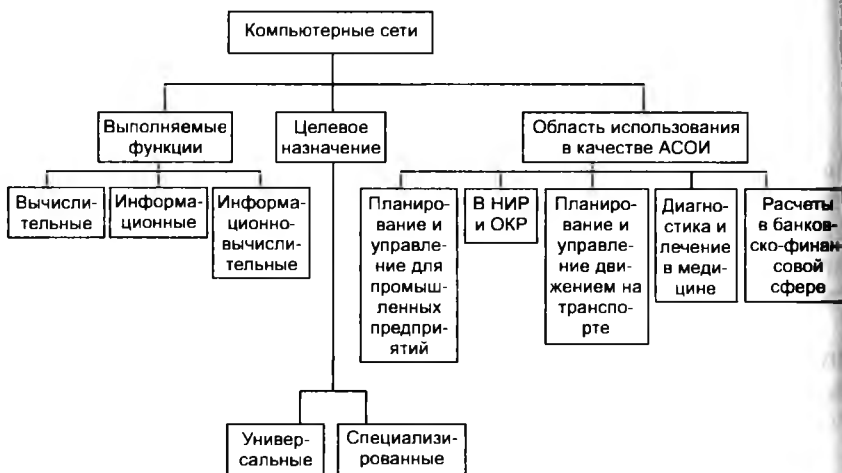 Компьютерные сети
Выполняемые
функции
Целевое
назначение
Область использования
в качестве АСОИ
Вычисли-
тельные
Информа-
ционные
Информа-
ционно-
вычисли-
тельные
Планиро-
вание и
управле-
ние для
промыш-
ленных
предпри-
ятий
В НИР
и ОКР
Планиро-
вание и
управле-
ние дви-
жением на
транспо-
рте
Диагно-
стика и
лечение
в меди-
цине
Расчеты
в банков-
ско-финан-
совой
сфере
Универ-
сальные
Специализи-
рованные